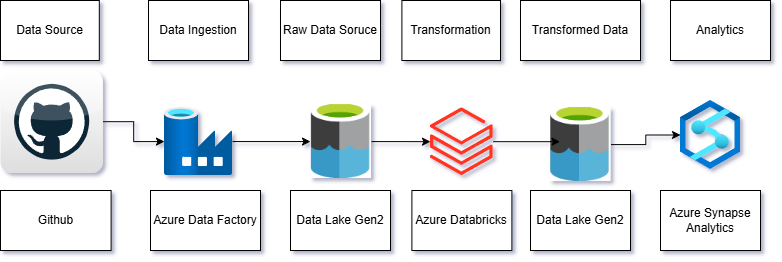 Data Source
Data Ingestion
Raw Data Soruce
Transformation
Transformed Data
Analytics
Github
Azure Data Factory
Data Lake Gen2
Azure Databricks
Data Lake Gen2
Azure Synapse
Analytics